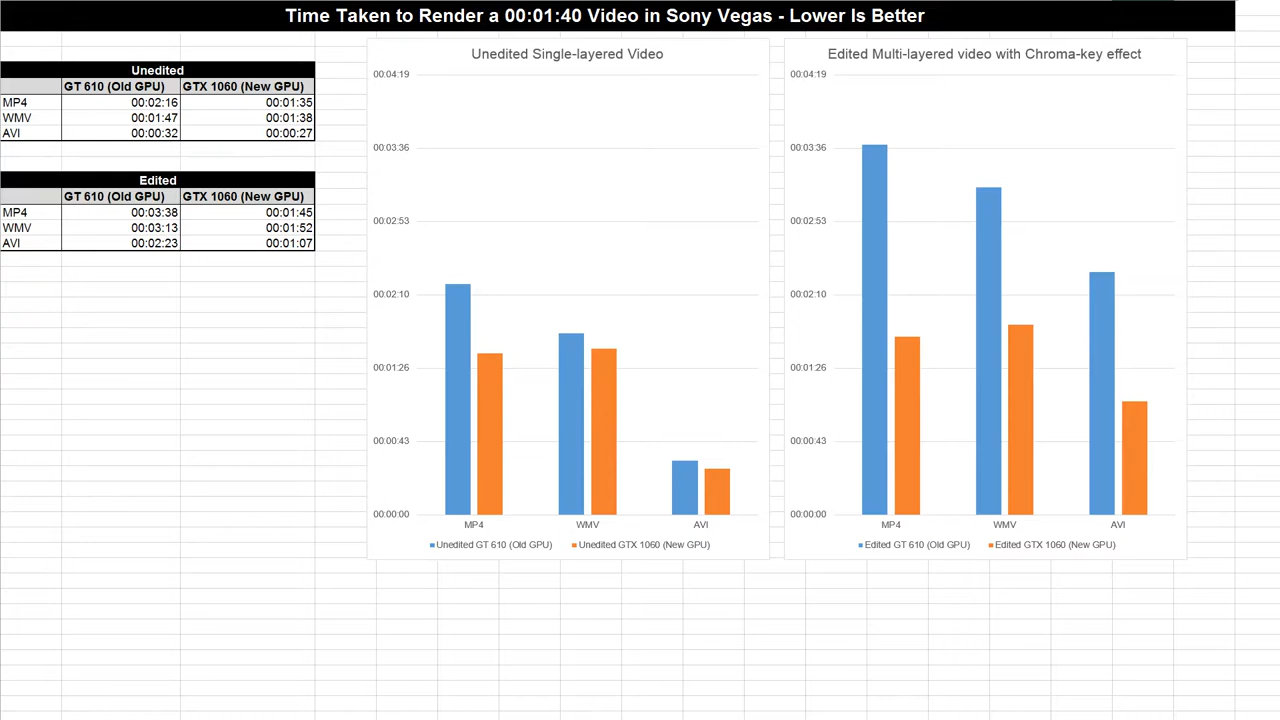 Time Taken to Render a 00:01:40 Video in Sony Vegas - Lower Is Better
Unedited
GT 610 (Old GPU) GTX 1060 (New GPU)
MP4 00:02:16 00:01:35
WMV 00:01:47 00:01:38
AVI 00:00:32 00:00:27
Edited
GT 610 (Old GPU) GTX 1060 (New GPU)
MP4 00:03:38 00:01:45
WMV 00:03:13 00:01:52
AVI 00:02:23 00:01:07
Unedited Single-layered Video
00:04:19
00:03:36
00:02:53
00:02:10
00:01:26
00:00:43
00:00:00
MP4 WMV AVI
Unedited GT 610 (Old GPU) Unedited GTX 1060 (New GPU)
Edited Multi-layered video with Chroma-key effect
00:04:19
00:03:36
00:02:53
00:02:10
00:01:26
00:00:43
00:00:00
MP4 WMV AVI
Edited GT 610 (Old GPU) Edited GTX 1060 (New GPU)